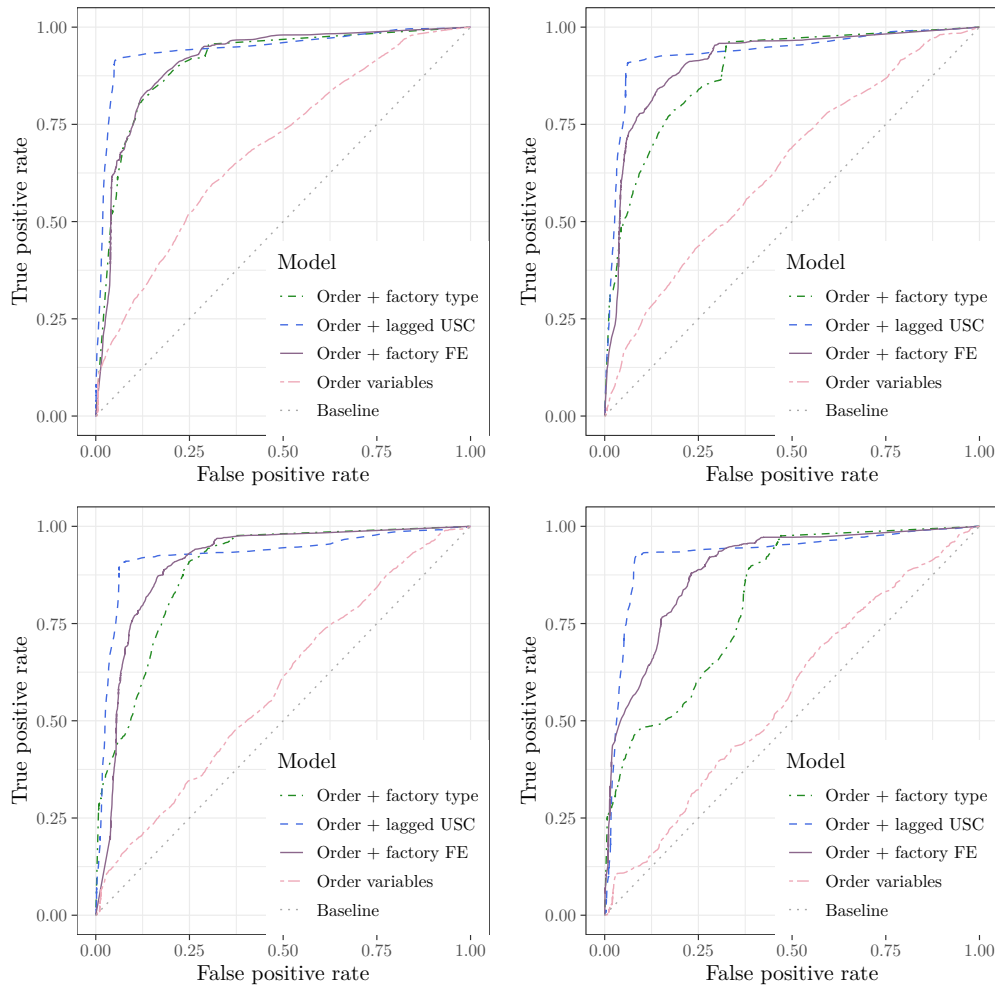 1.00
0.75
0.50
0.25
0.00
True positive rate
Model
Order + factory type
Order + lagged USC
Order + factory FE
Order variables
Baseline
0.00 0.25 0.50 0.75 1.00
False positive rate
1.00
0.75
0.50
0.25
0.00
True positive rate
Model
Order + factory type
Order + lagged USC
Order + factory FE
Order variables
Baseline
0.00 0.25 0.50 0.75 1.00
False positive rate
1.00
0.75
0.50
0.25
0.00
True positive rate
Model
Order + factory type
Order + lagged USC
Order + factory FE
Order variables
Baseline
0.00 0.25 0.50 0.75 1.00
False positive rate
1.00
0.75
0.50
0.25
0.00
True positive rate
Model
Order + factory type
Order + lagged USC
Order + factory FE
Order variables
Baseline
0.00 0.25 0.50 0.75 1.00
False positive rate